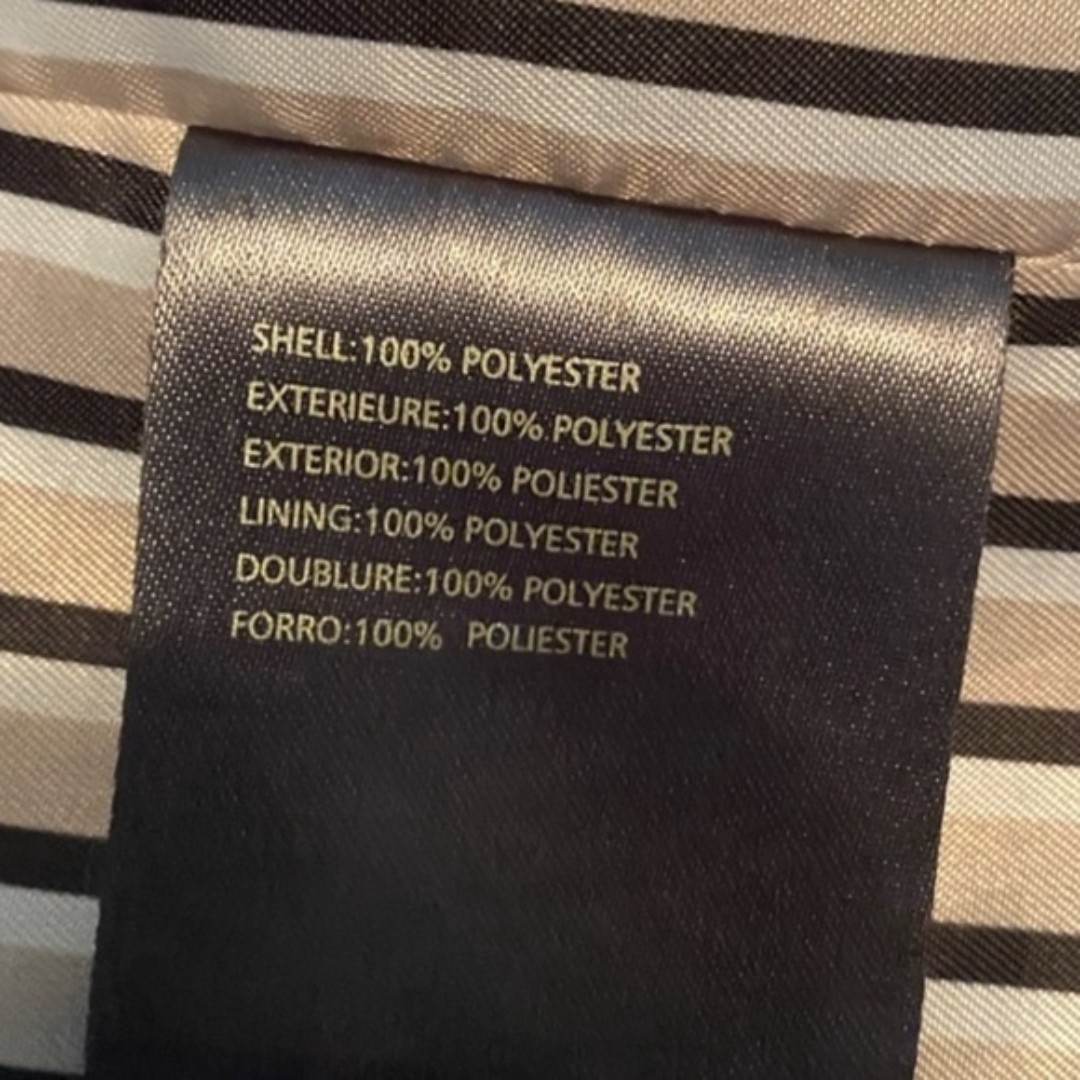 SHELL:100% POLYESTER
EXTERIEURE:100% POLYESTER
EXTERIOR:100% POLIESTER
LINING:100% POLYESTER
DOUBLURE:100% POLYESTER
FORRO:100% POLIESTER